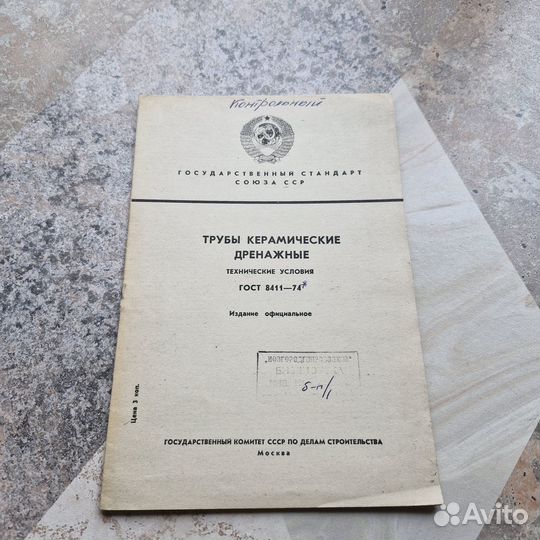 Контрольный
ГОСУДАРСТВЕННЫЙ СТАНДАРТ
СОЮЗА ССР
ТРУБЫ КЕРАМИЧЕСКИЕ
ДРЕНАЖНЫЕ
ТЕХНИЧЕСКИЕ УСЛОВИЯ
ГОСТ 8411—74*
Издание официальное
Цена 3 коп.
ГОСУДАРСТВЕННЫЙ КОМИТЕТ СССР ПО ДЕЛАМ СТРОИТЕЛЬСТВА
Москва
Avito